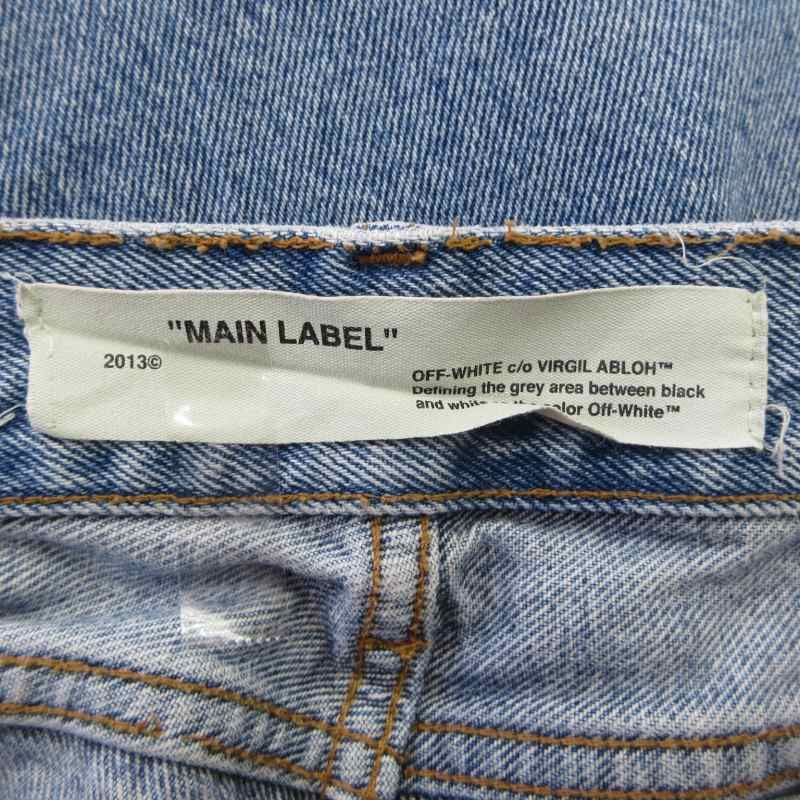 "MAIN LABEL"
2013©
OFF-WHITE c/o VIRGIL ABLOH™
Defining the grey area between black
and white the color Off-White™